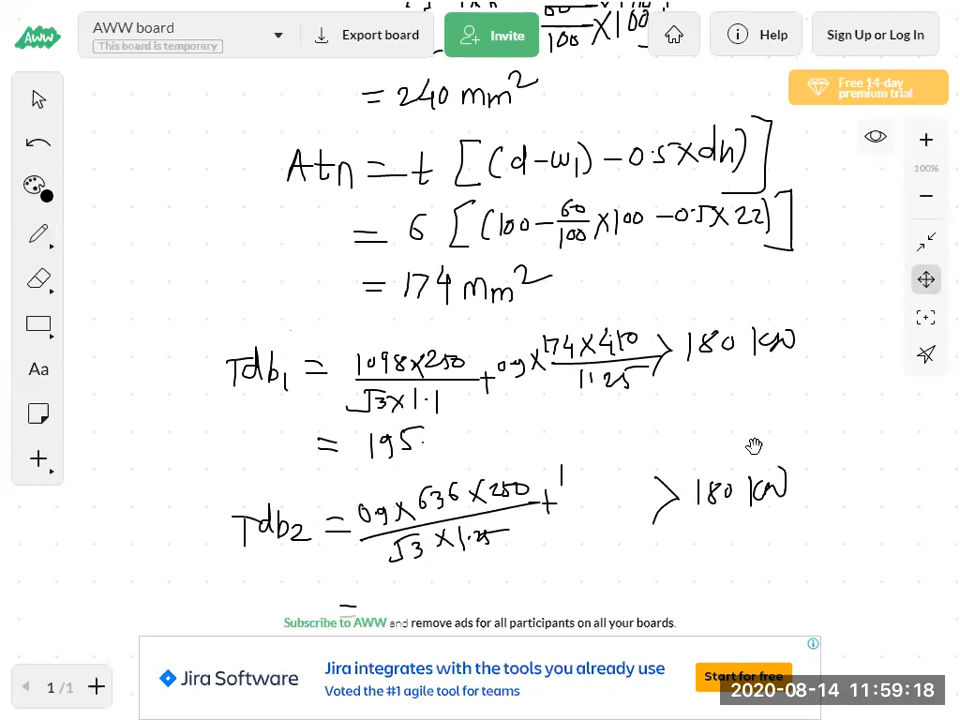 AWW board
This board is temporary
Export board
Invite
Help
Sign Up or Log In
Free 14-day premium trial
100 × 100
= 240 mm²
Atn = t [(d-w1) - 0.5×dh)]
= 6 [(100 - 60/100 × 100 - 0.5×22)]
= 174 mm²
Tdb1 = 1098×250/√3×1.1 + 0.9× 174×410/1.25 > 180 kN
= 195.
Tdb2 = 0.9×636×250/√3×1.25 + 1 > 180 kN
=
100%
Aa
1 /1
Subscribe to AWW and remove ads for all participants on all your boards.
Jira Software
Jira integrates with the tools you already use
Voted the #1 agile tool for teams
Start for free
2020-08-14 11:59:18